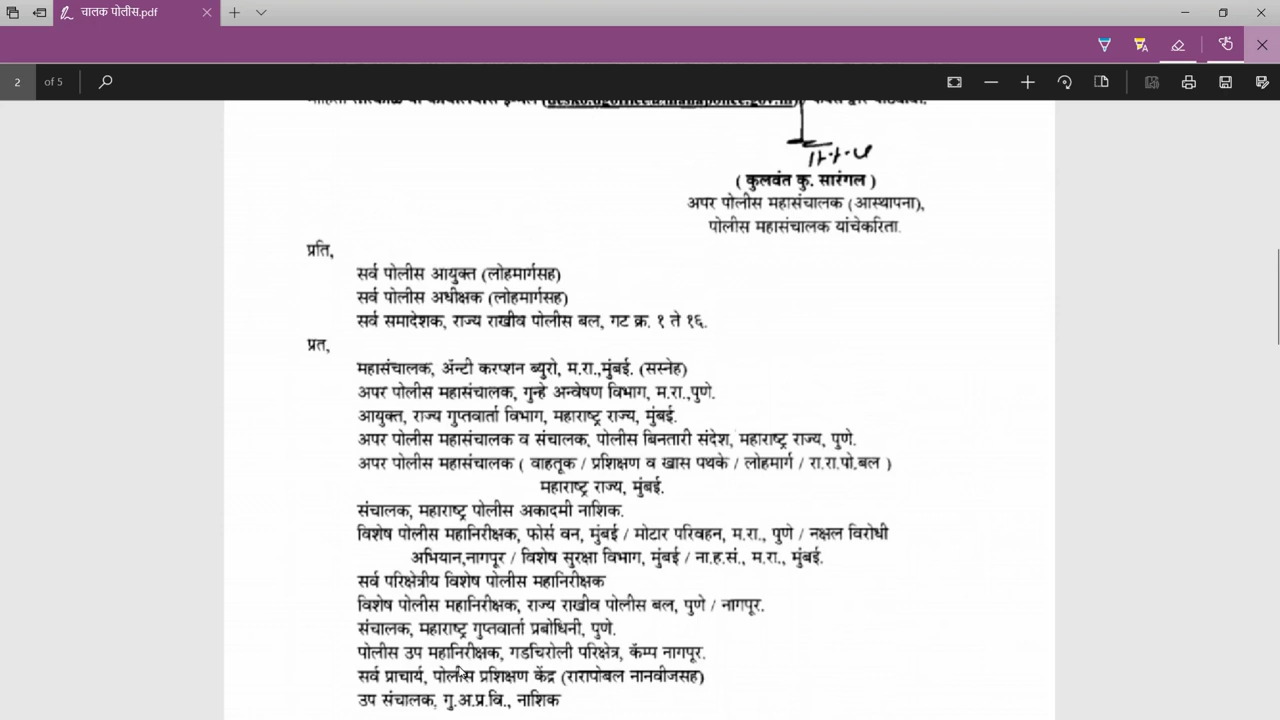 चालक पोलीस.pdf
2 of 5
( कुलवंत कु. सारंगल )
अपर पोलीस महासंचालक (आस्थापना),
पोलीस महासंचालक यांचेकरिता.
प्रति,
सर्व पोलीस आयुक्त (लोहमार्गसह)
सर्व पोलीस अधीक्षक (लोहमार्गसह)
सर्व समादेशक, राज्य राखीव पोलीस बल, गट क्र. १ ते १६.
प्रत,
महासंचालक, ॲन्टी करप्शन ब्युरो, म.रा.,मुंबई. (सस्नेह)
अपर पोलीस महासंचालक, गुन्हे अन्वेषण विभाग, म.रा.,पुणे.
आयुक्त, राज्य गुप्तवार्ता विभाग, महाराष्ट्र राज्य, मुंबई.
अपर पोलीस महासंचालक व संचालक, पोलीस बिनतारी संदेश, महाराष्ट्र राज्य, पुणे.
अपर पोलीस महासंचालक ( वाहतूक / प्रशिक्षण व खास पथके / लोहमार्ग / रा.रा.पो.बल )
महाराष्ट्र राज्य, मुंबई.
संचालक, महाराष्ट्र पोलीस अकादमी नाशिक.
विशेष पोलीस महानिरीक्षक, फोर्स वन, मुंबई / मोटार परिवहन, म.रा., पुणे / नक्षल विरोधी
अभियान,नागपूर / विशेष सुरक्षा विभाग, मुंबई / ना.ह.सं., म.रा., मुंबई.
सर्व परिक्षेत्रीय विशेष पोलीस महानिरीक्षक
विशेष पोलीस महानिरीक्षक, राज्य राखीव पोलीस बल, पुणे / नागपूर.
संचालक, महाराष्ट्र गुप्तवार्ता प्रबोधिनी, पुणे.
पोलीस उप महानिरीक्षक, गडचिरोली परिक्षेत्र, कॅम्प नागपूर.
सर्व प्राचार्य, पोलीस प्रशिक्षण केंद्र (रारापोबल नानवीजसह)
उप संचालक, गु.अ.प्र.वि., नाशिक